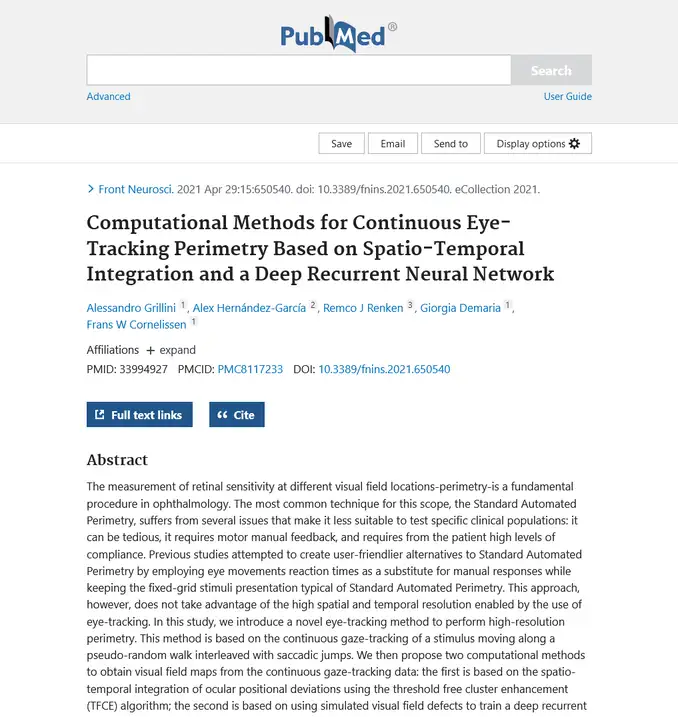 PubMed®
Search
Advanced
User Guide
Save
Email
Send to
Display options
Front Neurosci. 2021 Apr 29:15:650540. doi: 10.3389/fnins.2021.650540. eCollection 2021.
Computational Methods for Continuous Eye-
Tracking Perimetry Based on Spatio-Temporal
Integration and a Deep Recurrent Neural Network
Alessandro Grillini 1, Alex Hernández-García 2, Remco J Renken 3, Giorgia Demaria 1,
Frans W Cornelissen 1
Affiliations + expand
PMID: 33994927 PMCID: PMC8117233 DOI: 10.3389/fnins.2021.650540
Full text links
Cite
Abstract
The measurement of retinal sensitivity at different visual field locations-perimetry-is a fundamental
procedure in ophthalmology. The most common technique for this scope, the Standard Automated
Perimetry, suffers from several issues that make it less suitable to test specific clinical populations: it
can be tedious, it requires motor manual feedback, and requires from the patient high levels of
compliance. Previous studies attempted to create user-friendlier alternatives to Standard Automated
Perimetry by employing eye movements reaction times as a substitute for manual responses while
keeping the fixed-grid stimuli presentation typical of Standard Automated Perimetry. This approach,
however, does not take advantage of the high spatial and temporal resolution enabled by the use of
eye-tracking. In this study, we introduce a novel eye-tracking method to perform high-resolution
perimetry. This method is based on the continuous gaze-tracking of a stimulus moving along a
pseudo-random walk interleaved with saccadic jumps. We then propose two computational methods
to obtain visual field maps from the continuous gaze-tracking data: the first is based on the spatio-
temporal integration of ocular positional deviations using the threshold free cluster enhancement
(TFCE) algorithm; the second is based on using simulated visual field defects to train a deep recurrent